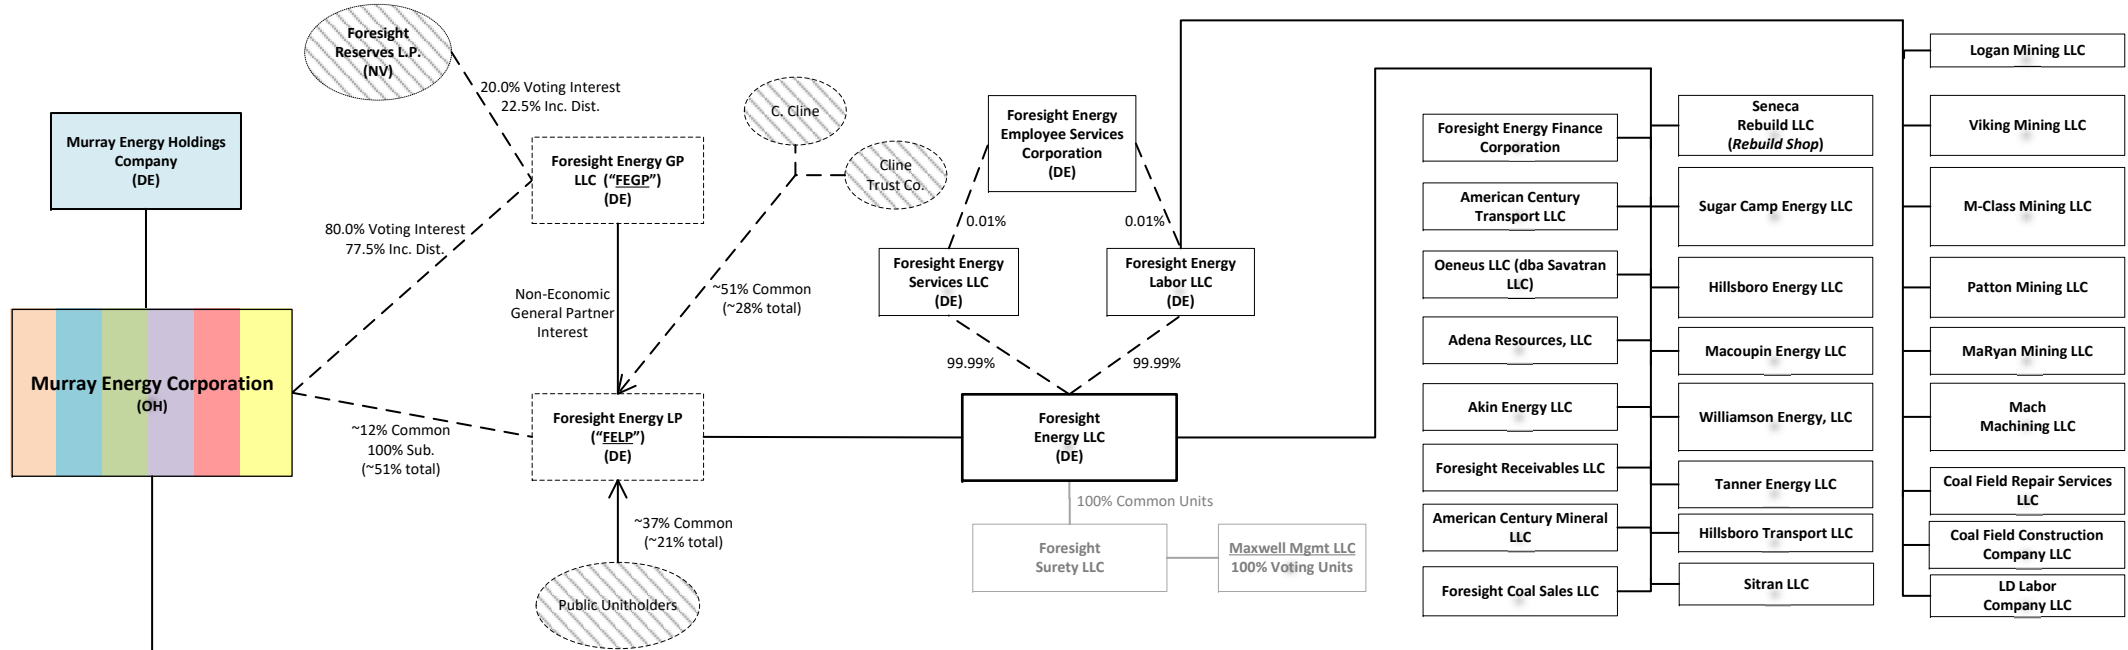 Foresight
Reserves L.P.
(NV)
20.0% Voting Interest
22.5% Inc. Dist.
Murray Energy Holdings
Company
(DE)
80.0% Voting Interest
77.5% Inc. Dist.
Murray Energy Corporation
(OH)
~12% Common
100% Sub.
(~51% total)
Foresight Energy GP
LLC (“FEGP”)
(DE)
Non-Economic
General Partner
Interest
Foresight Energy LP
(“FELP”)
(DE)
~37% Common
(~21% total)
Public Unitholders
C. Cline
Cline
Trust Co.
~51% Common
(~28% total)
Foresight Energy
Employee Services
Corporation
(DE)
0.01%
0.01%
Foresight Energy
Services LLC
(DE)
Foresight Energy
Labor LLC
(DE)
99.99%
99.99%
Foresight
Energy LLC
(DE)
100% Common Units
Foresight
Surety LLC
Maxwell Mgmt LLC
100% Voting Units
Foresight Energy Finance
Corporation
American Century
Transport LLC
Oeneus LLC (dba Savatran
LLC)
Adena Resources, LLC
Akin Energy LLC
Foresight Receivables LLC
American Century Mineral
LLC
Foresight Coal Sales LLC
Seneca
Rebuild LLC
(Rebuild Shop)
Sugar Camp Energy LLC
Hillsboro Energy LLC
Macoupin Energy LLC
Williamson Energy, LLC
Tanner Energy LLC
Hillsboro Transport LLC
Sitran LLC
Logan Mining LLC
Viking Mining LLC
M-Class Mining LLC
Patton Mining LLC
MaRyan Mining LLC
Mach
Machining LLC
Coal Field Repair Services
LLC
Coal Field Construction
Company LLC
LD Labor
Company LLC